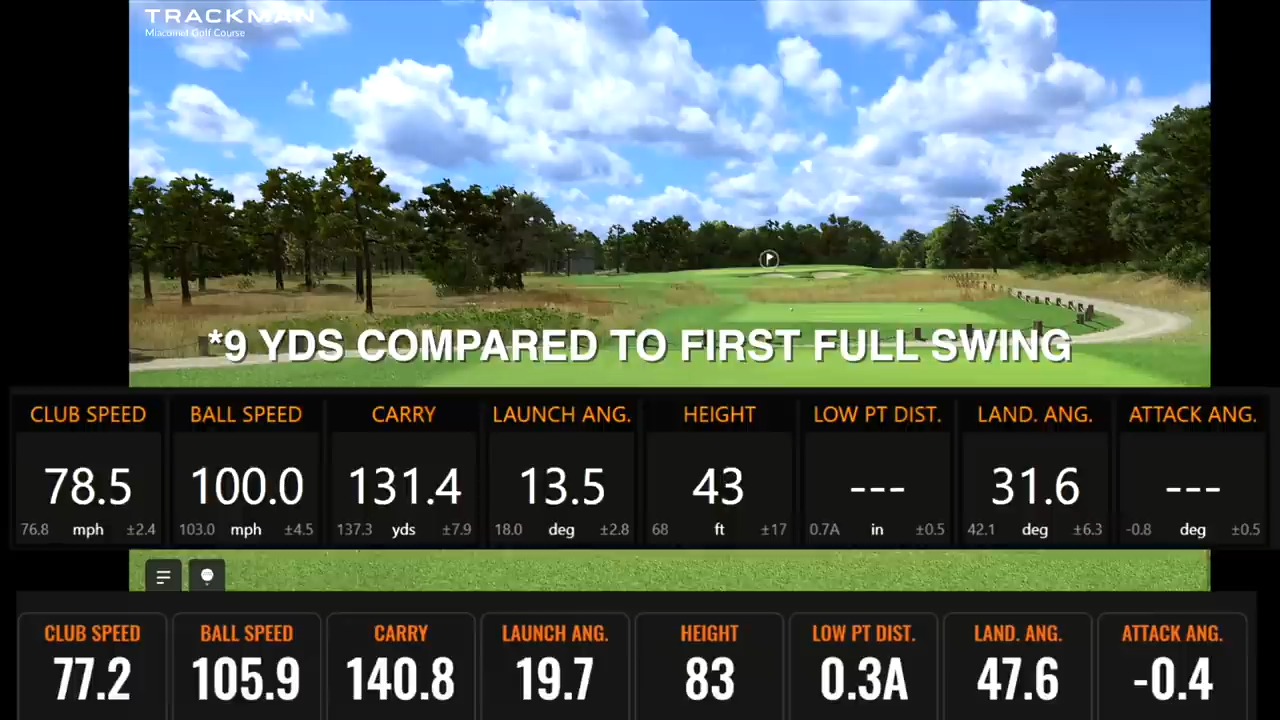 TRACKMAN
Miacomet Golf Course
*9 YDS COMPARED TO FIRST FULL SWING
CLUB SPEED BALL SPEED CARRY LAUNCH ANG. HEIGHT LOW PT DIST. LAND. ANG. ATTACK ANG.
78.5 100.0 131.4 13.5 43 --- 31.6 ---
76.8 mph ±2.4 103.0 mph ±4.5 137.3 yds ±7.9 18.0 deg ±2.8 68 ft ±17 0.7A in ±0.5 42.1 deg ±6.3 -0.8 deg ±0.5
CLUB SPEED BALL SPEED CARRY LAUNCH ANG. HEIGHT LOW PT DIST. LAND. ANG. ATTACK ANG.
77.2 105.9 140.8 19.7 83 0.3A 47.6 -0.4